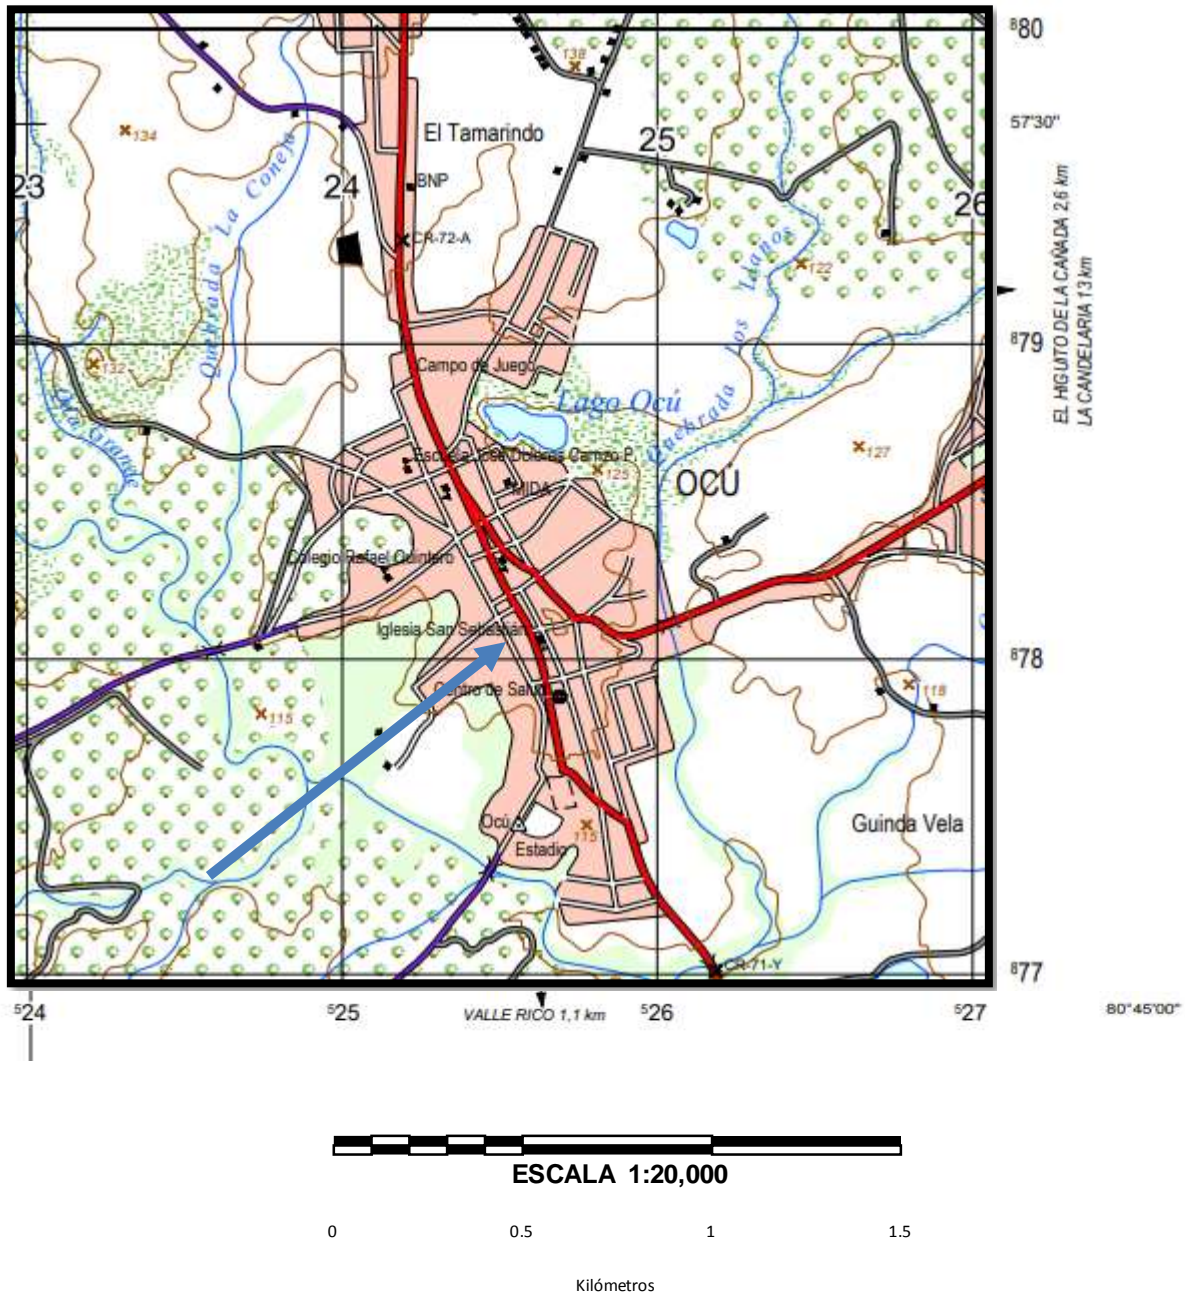 ⁸80
138
57'30"
134
El Tamarindo
25
23
24
BNP
26
Quebrada La Coneja
CR-72-A
Quebrada Los Llanos
122
EL HIGUITO DE LA CAÑADA 2,6 km
LA CANDELARIA 13 km
⁸79
132
Campo de Juego
Lago Ocú
Qda. Grande
Escuela José Dolores Carrizo P.
125
127
MIDA
OCÚ
Colegio Rafael Quintero
Iglesia San Sebastián
⁸78
Centro de Salud
118
115
Ocú
115
Guinda Vela
Estadio
CR-71-Y
⁸77
⁵24
⁵25
VALLE RICO 1,1 km
⁵26
⁵27
80°45'00"
ESCALA 1:20,000
0
0.5
1
1.5
Kilómetros